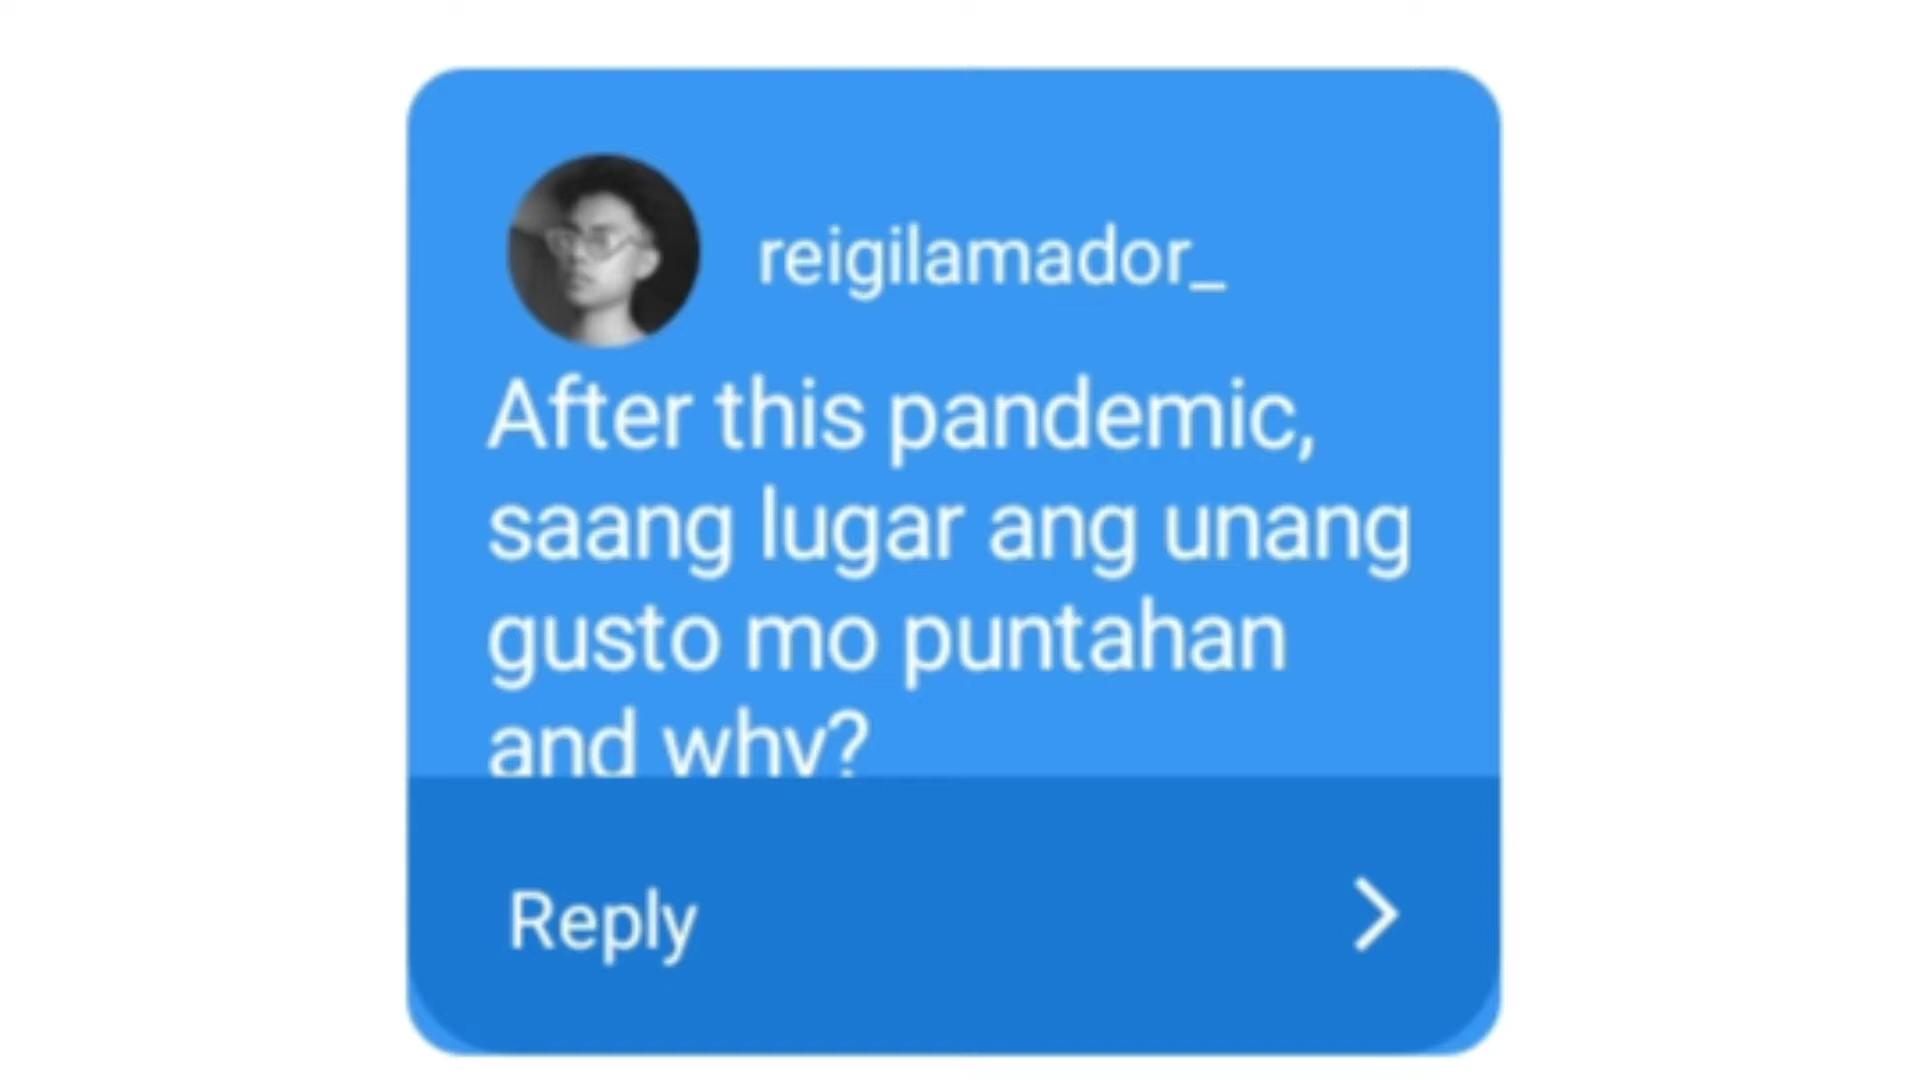 reigilamador_
After this pandemic,
saang lugar ang unang
gusto mo puntahan
and why?
Reply